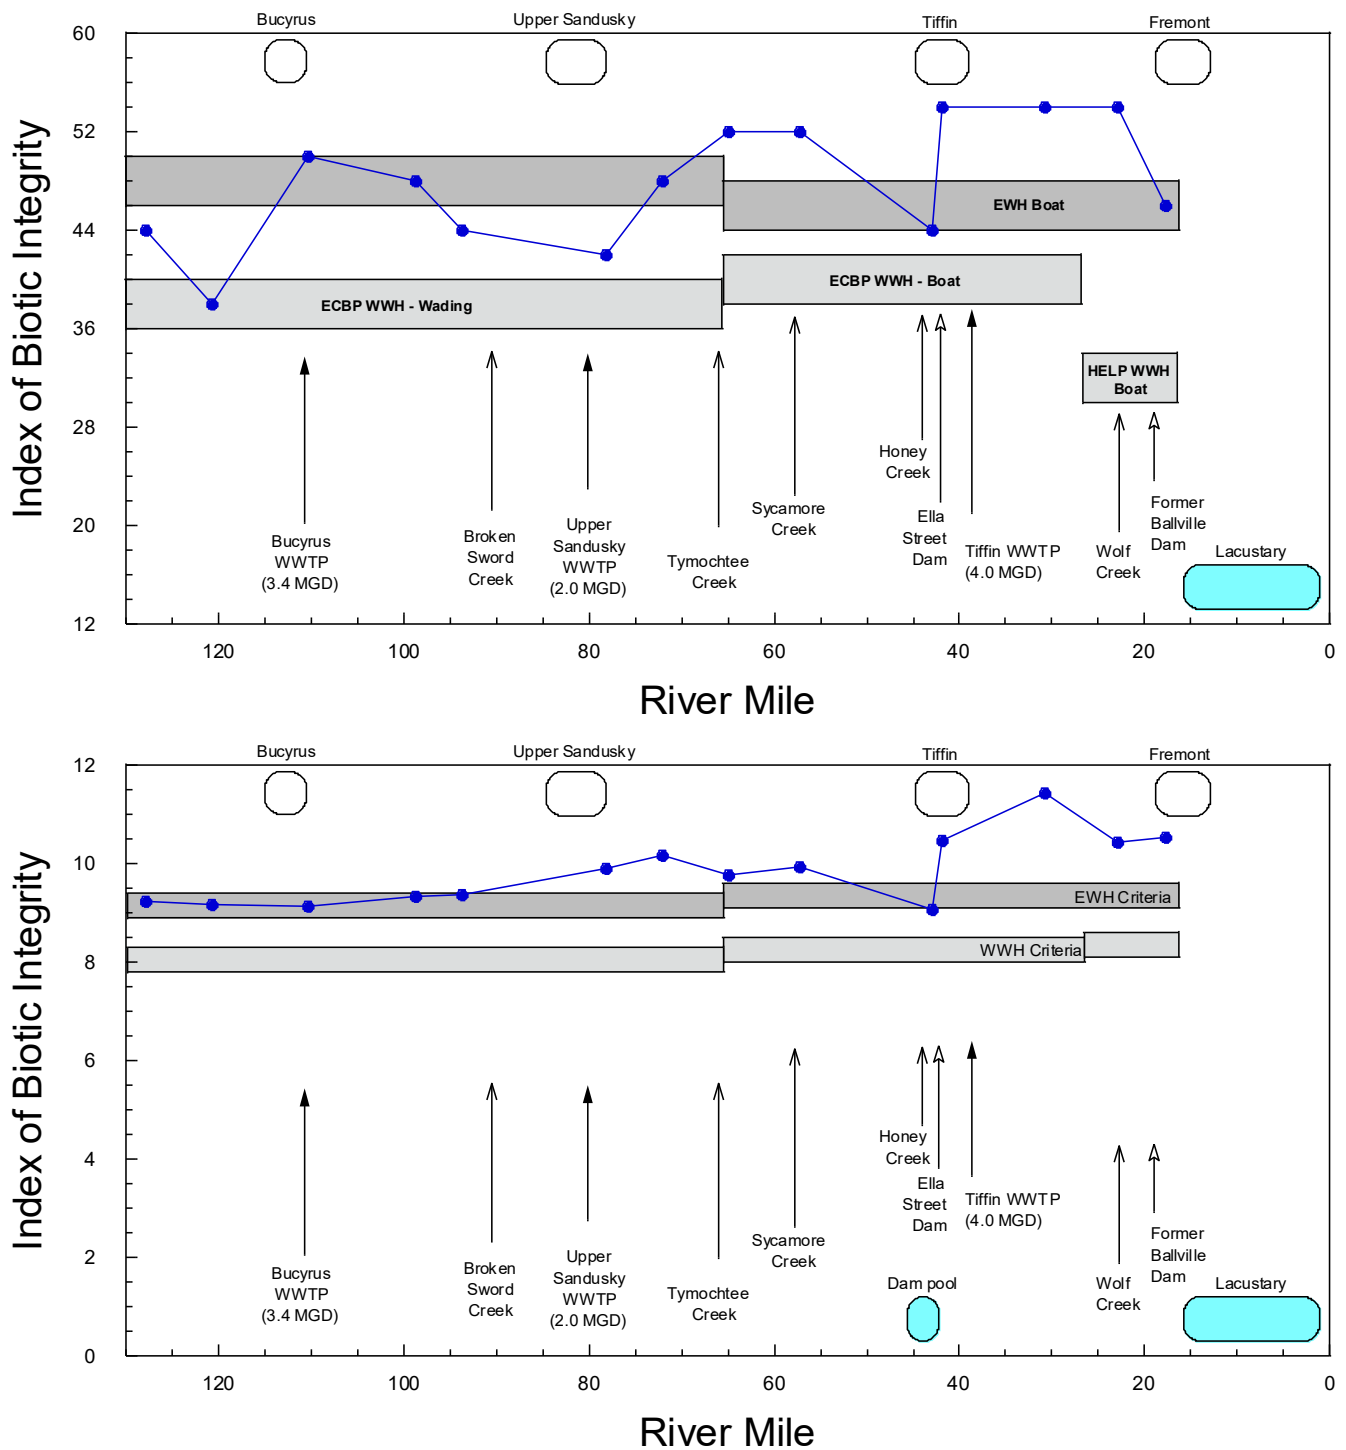 Bucyrus
Upper Sandusky
Tiffin
Fremont
60
52
44
36
28
20
12
Index of Biotic Integrity
EWH Boat
ECBP WWH - Boat
ECBP WWH - Wading
HELP WWH
Boat
Bucyrus
WWTP
(3.4 MGD)
Broken
Sword
Creek
Upper
Sandusky
WWTP
(2.0 MGD)
Tymochtee
Creek
Sycamore
Creek
Honey
Creek
Ella
Street
Dam
Tiffin WWTP
(4.0 MGD)
Wolf
Creek
Former
Ballville
Dam
Lacustary
120
100
80
60
40
20
0
River Mile
Bucyrus
Upper Sandusky
Tiffin
Fremont
12
10
8
6
4
2
0
Index of Biotic Integrity
EWH Criteria
WWH Criteria
Bucyrus
WWTP
(3.4 MGD)
Broken
Sword
Creek
Upper
Sandusky
WWTP
(2.0 MGD)
Tymochtee
Creek
Sycamore
Creek
Honey
Creek
Ella
Street
Dam
Tiffin WWTP
(4.0 MGD)
Dam pool
Wolf
Creek
Former
Ballville
Dam
Lacustary
120
100
80
60
40
20
0
River Mile